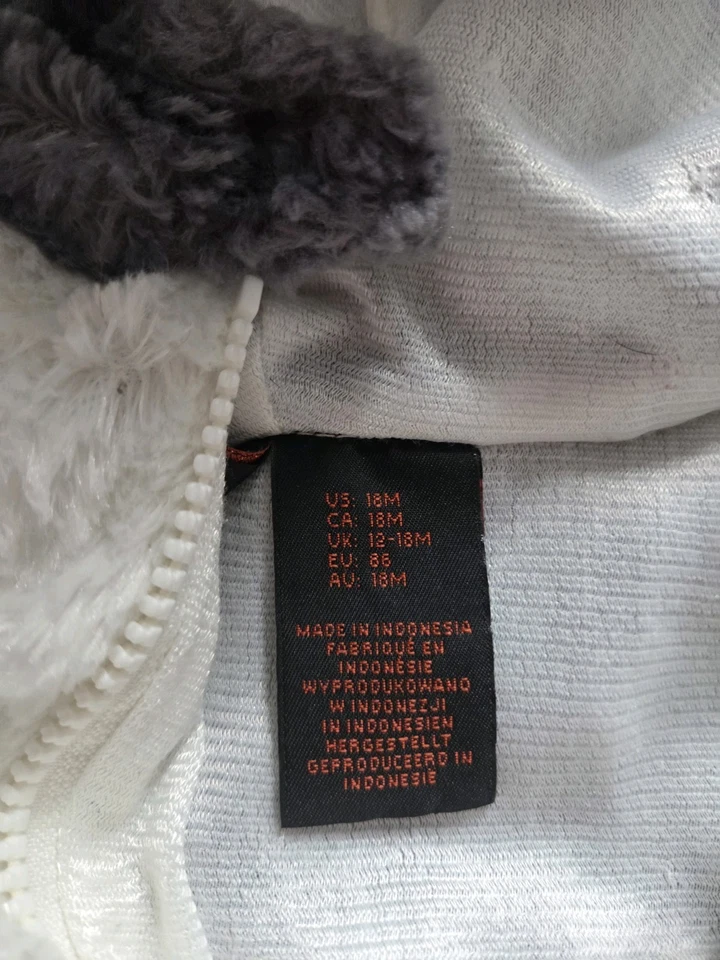 US: 18M
CA: 18M
UK: 12-18M
EU: 86
AU: 18M
MADE IN INDONESIA
FABRIQUÉ EN
INDONÉSIE
WYPRODUKOWANO
W INDONEZJI
IN INDONESIEN
HERGESTELLT
GEPRODUCEERD IN
INDONESIË